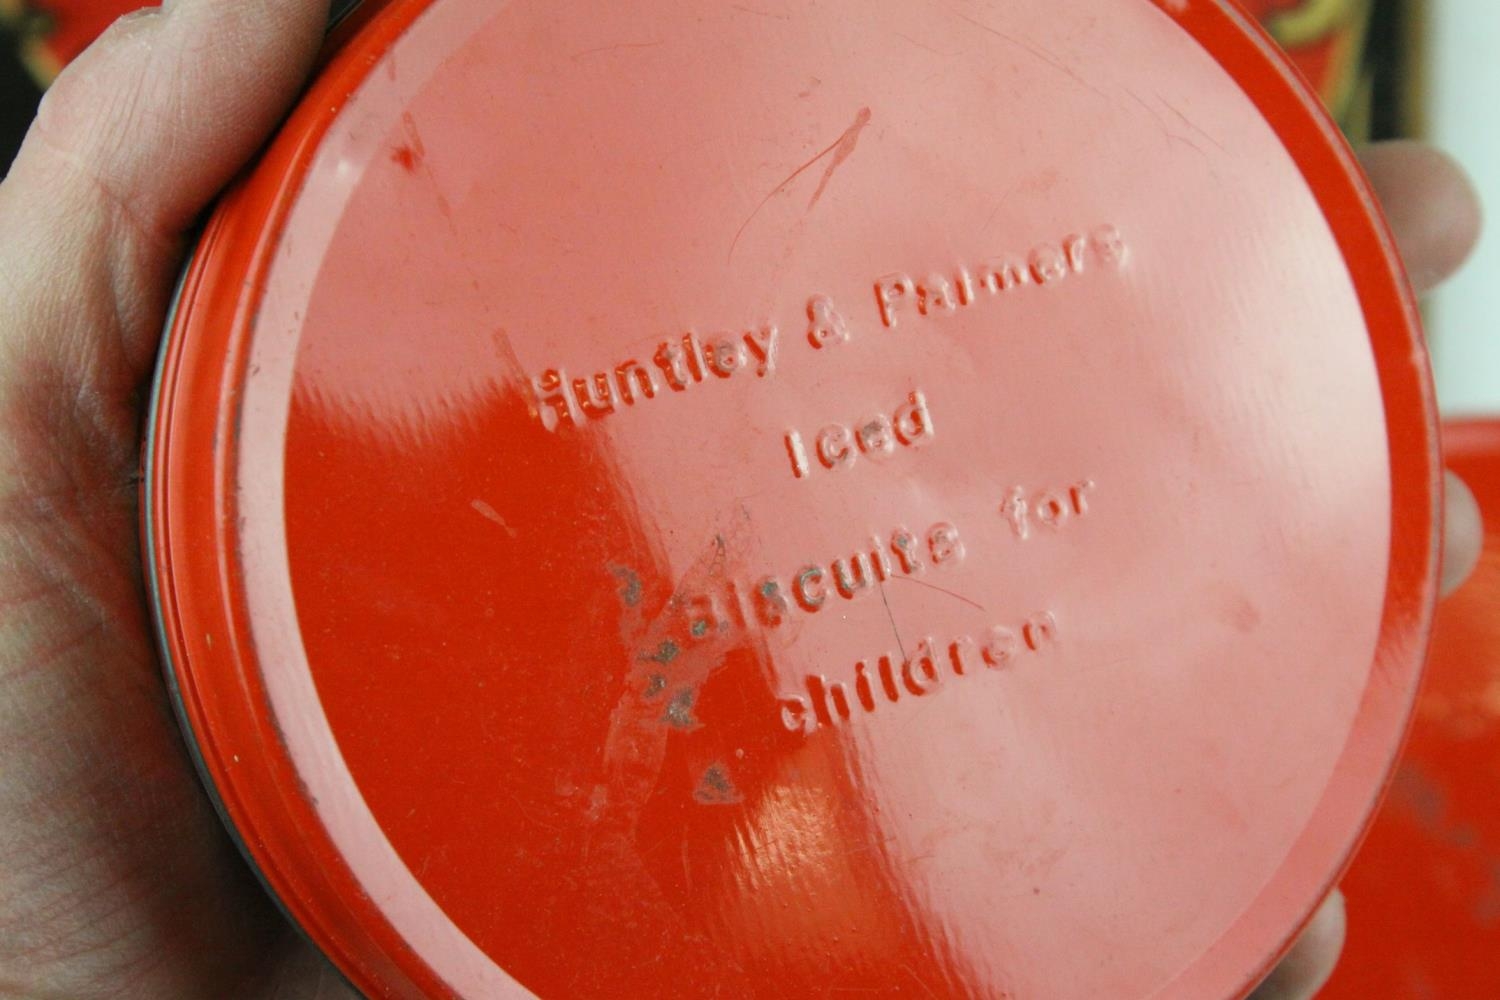 Huntley & Palmers
Iced
Biscuits for
children